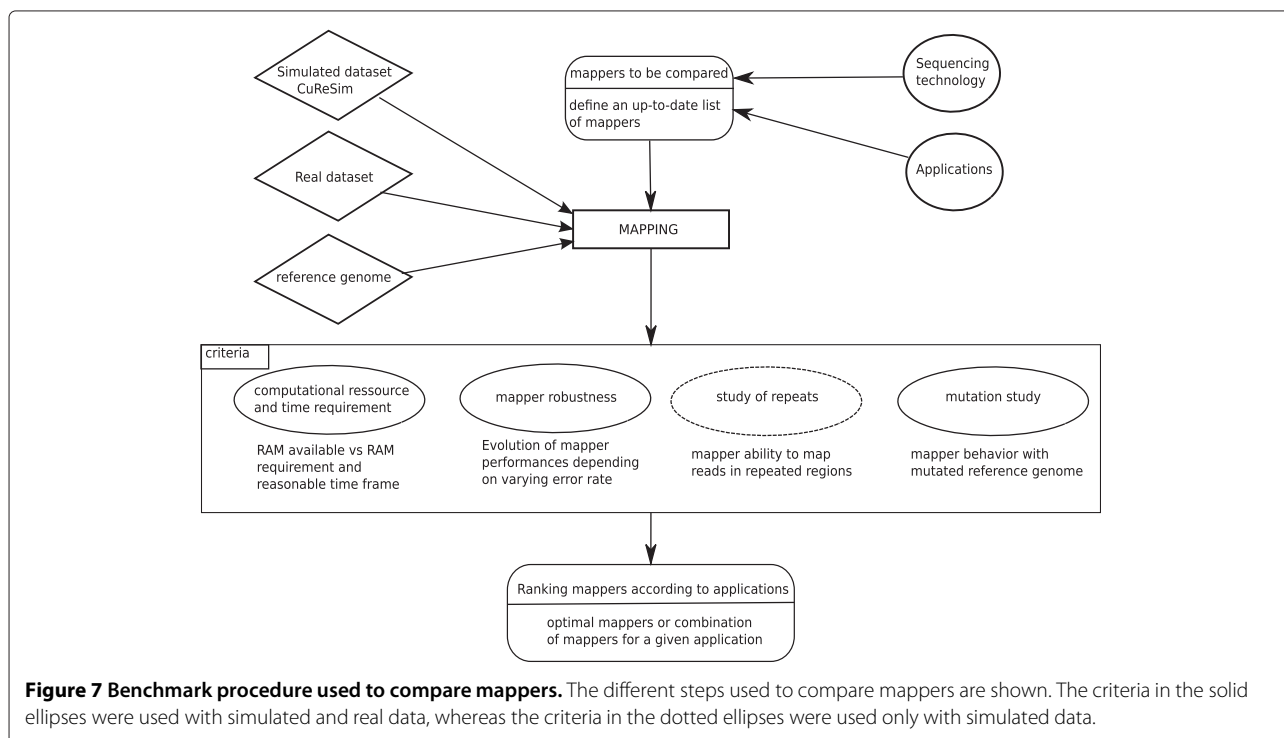 Simulated dataset
CuReSim
Real dataset
reference genome
mappers to be compared
define an up-to-date list
of mappers
Sequencing
technology
Applications
MAPPING
criteria
computational ressource
and time requirement
RAM available vs RAM
requirement and
reasonable time frame
mapper robustness
Evolution of mapper
performances depending
on varying error rate
study of repeats
mapper ability to map
reads in repeated regions
mutation study
mapper behavior with
mutated reference genome
Ranking mappers according to applications
optimal mappers or combination
of mappers for a given application
Figure 7 Benchmark procedure used to compare mappers. The different steps used to compare mappers are shown. The criteria in the solid
ellipses were used with simulated and real data, whereas the criteria in the dotted ellipses were used only with simulated data.